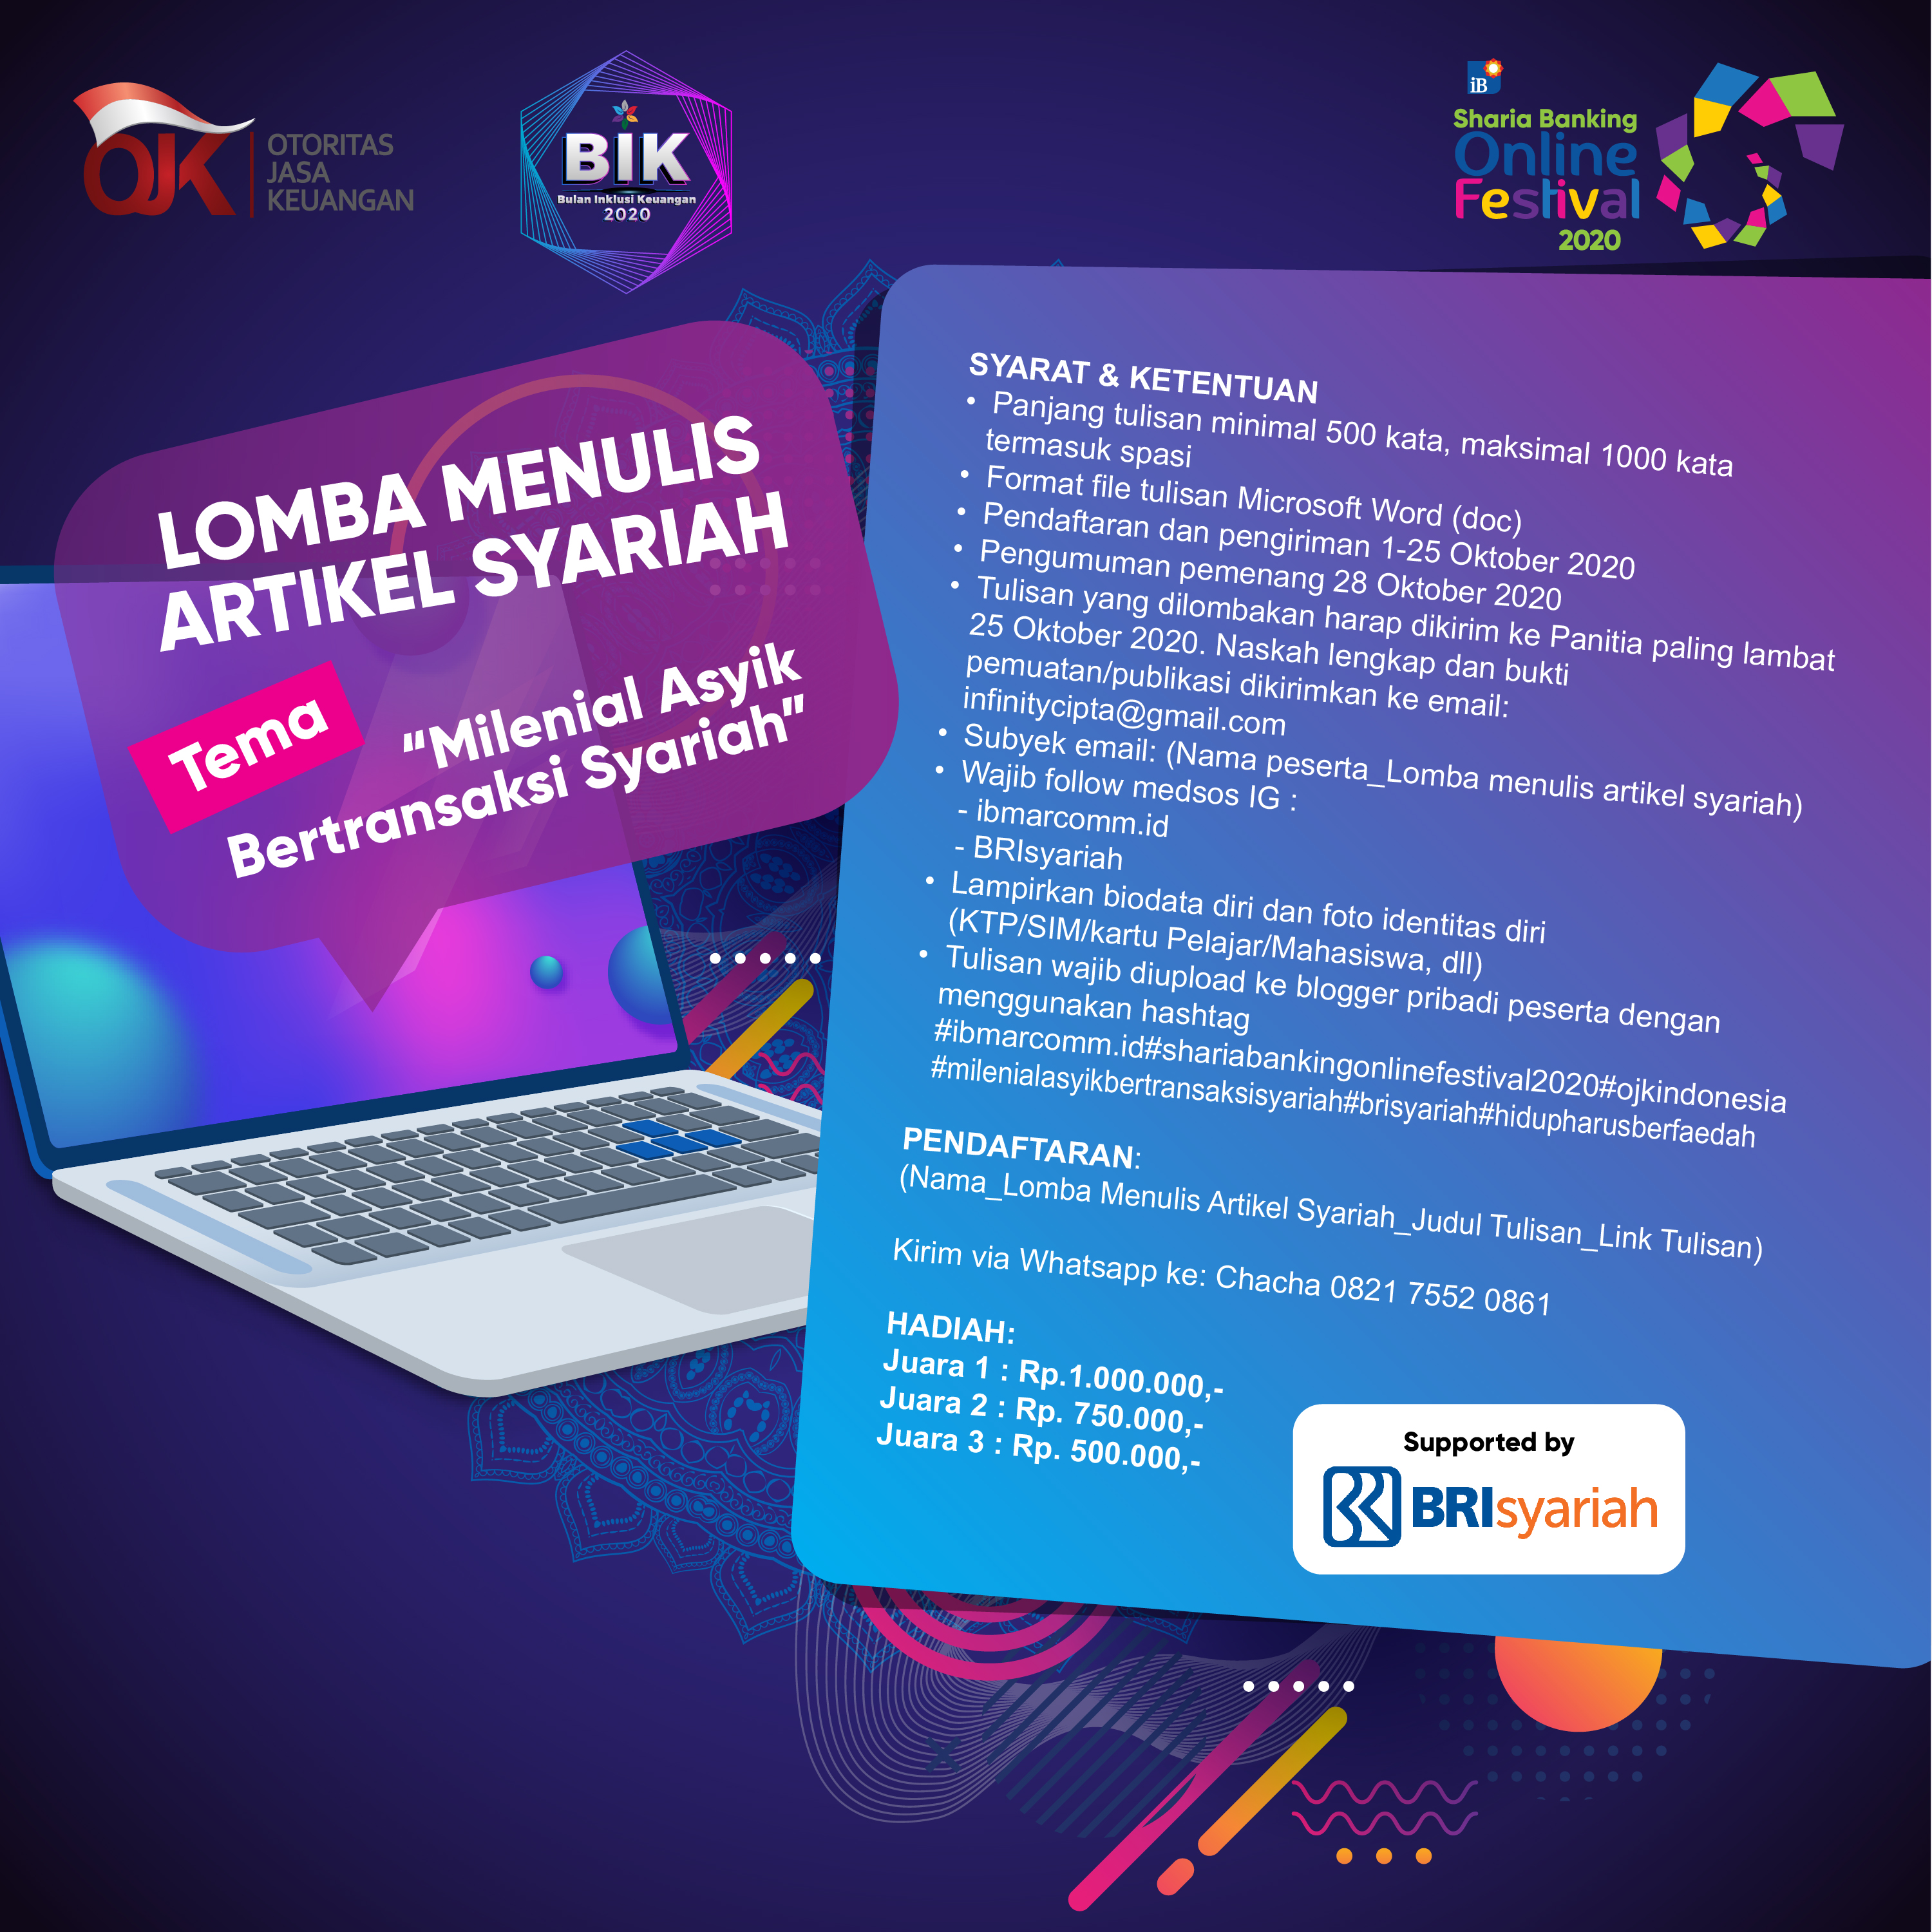 OJK
OTORITAS
JASA
KEUANGAN
BIK
Bulan Inklusi Keuangan
2020
iB
Sharia Banking
Online
Festival
2020
LOMBA MENULIS
ARTIKEL SYARIAH
Tema
“Milenial Asyik
Bertransaksi Syariah”
SYARAT & KETENTUAN
• Panjang tulisan minimal 500 kata, maksimal 1000 kata
termasuk spasi
• Format file tulisan Microsoft Word (doc)
• Pendaftaran dan pengiriman 1-25 Oktober 2020
• Pengumuman pemenang 28 Oktober 2020
• Tulisan yang dilombakan harap dikirim ke Panitia paling lambat
25 Oktober 2020. Naskah lengkap dan bukti
pemuatan/publikasi dikirimkan ke email:
infinitycipta@gmail.com
• Subyek email: (Nama peserta_Lomba menulis artikel syariah)
• Wajib follow medsos IG :
- ibmarcomm.id
- BRIsyariah
• Lampirkan biodata diri dan foto identitas diri
(KTP/SIM/kartu Pelajar/Mahasiswa, dll)
• Tulisan wajib diupload ke blogger pribadi peserta dengan
menggunakan hashtag
#ibmarcomm.id#shariabankingonlinefestival2020#ojkindonesia
#milenialasyikbertransaksisyariah#brisyariah#hidupharusberfaedah
PENDAFTARAN:
(Nama_Lomba Menulis Artikel Syariah_Judul Tulisan_Link Tulisan)
Kirim via Whatsapp ke: Chacha 0821 7552 0861
HADIAH:
Juara 1 : Rp.1.000.000,-
Juara 2 : Rp. 750.000,-
Juara 3 : Rp. 500.000,-
Supported by
BRIsyariah